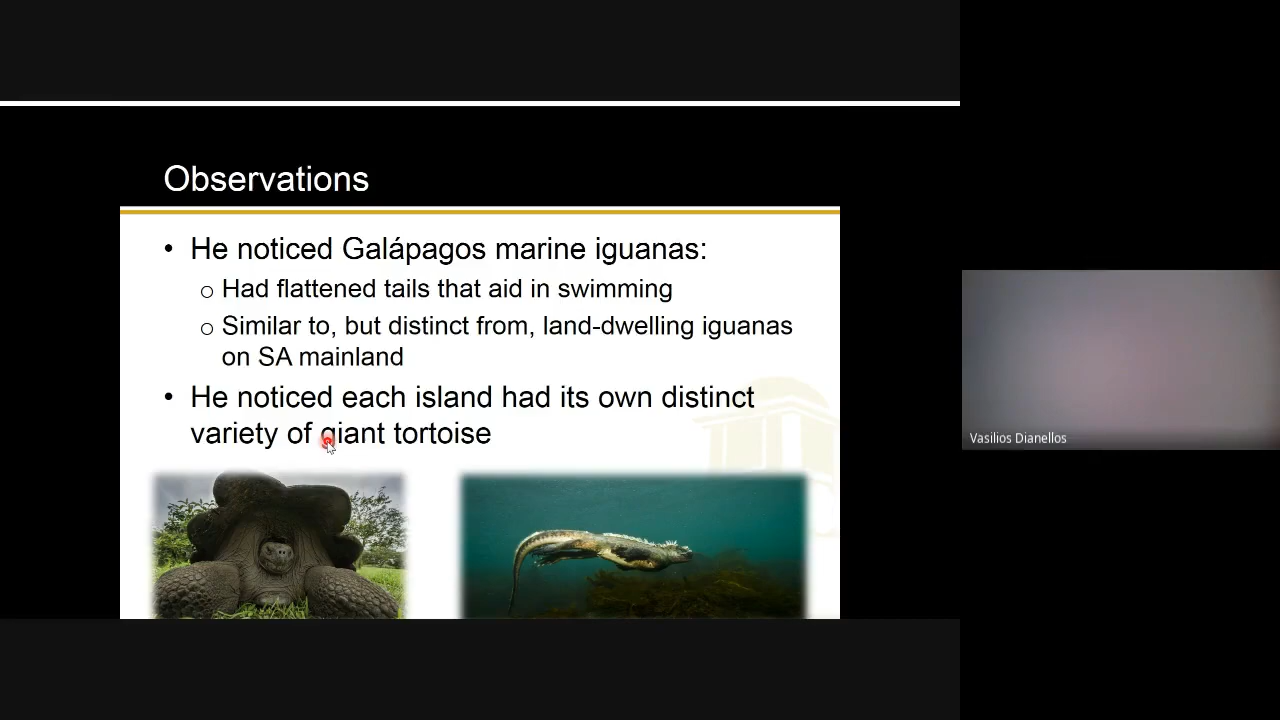 Observations
• He noticed Galápagos marine iguanas:
o Had flattened tails that aid in swimming
o Similar to, but distinct from, land-dwelling iguanas
on SA mainland
• He noticed each island had its own distinct
variety of giant tortoise
Vasilios Dianellos